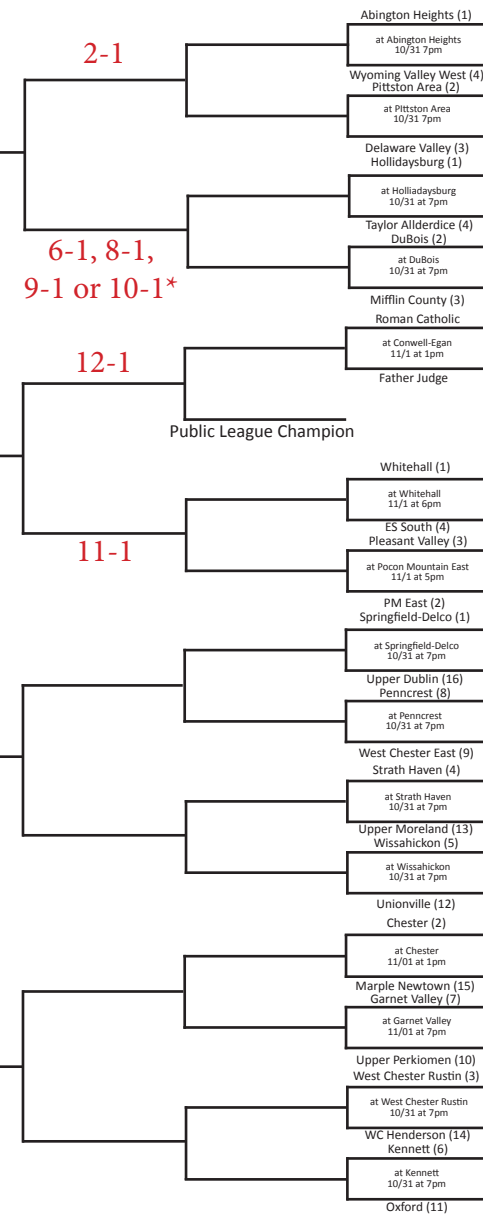 Abington Heights (1)
2-1
at Abington Heights
10/31 7pm
Wyoming Valley West (4)
Pittston Area (2)
at PIttston Area
10/31 7pm
Delaware Valley (3)
Hollidaysburg (1)
at Holliadaysburg
10/31 at 7pm
Taylor Allderdice (4)
DuBois (2)
6-1, 8-1,
9-1 or 10-1*
at DuBois
10/31 at 7pm
Mifflin County (3)
Roman Catholic
12-1
at Conwell-Egan
11/1 at 1pm
Father Judge
Public League Champion
Whitehall (1)
at Whitehall
11/1 at 6pm
ES South (4)
Pleasant Valley (3)
11-1
at Pocon Mountain East
11/1 at 5pm
PM East (2)
Springfield-Delco (1)
at Springfield-Delco
10/31 at 7pm
Upper Dublin (16)
Penncrest (8)
at Penncrest
10/31 at 7pm
West Chester East (9)
Strath Haven (4)
at Strath Haven
10/31 at 7pm
Upper Moreland (13)
Wissahickon (5)
at Wissahickon
10/31 at 7pm
Unionville (12)
Chester (2)
at Chester
11/01 at 1pm
Marple Newtown (15)
Garnet Valley (7)
at Garnet Valley
11/01 at 7pm
Upper Perkiomen (10)
West Chester Rustin (3)
at West Chester Rustin
10/31 at 7pm
WC Henderson (14)
Kennett (6)
at Kennett
10/31 at 7pm
Oxford (11)